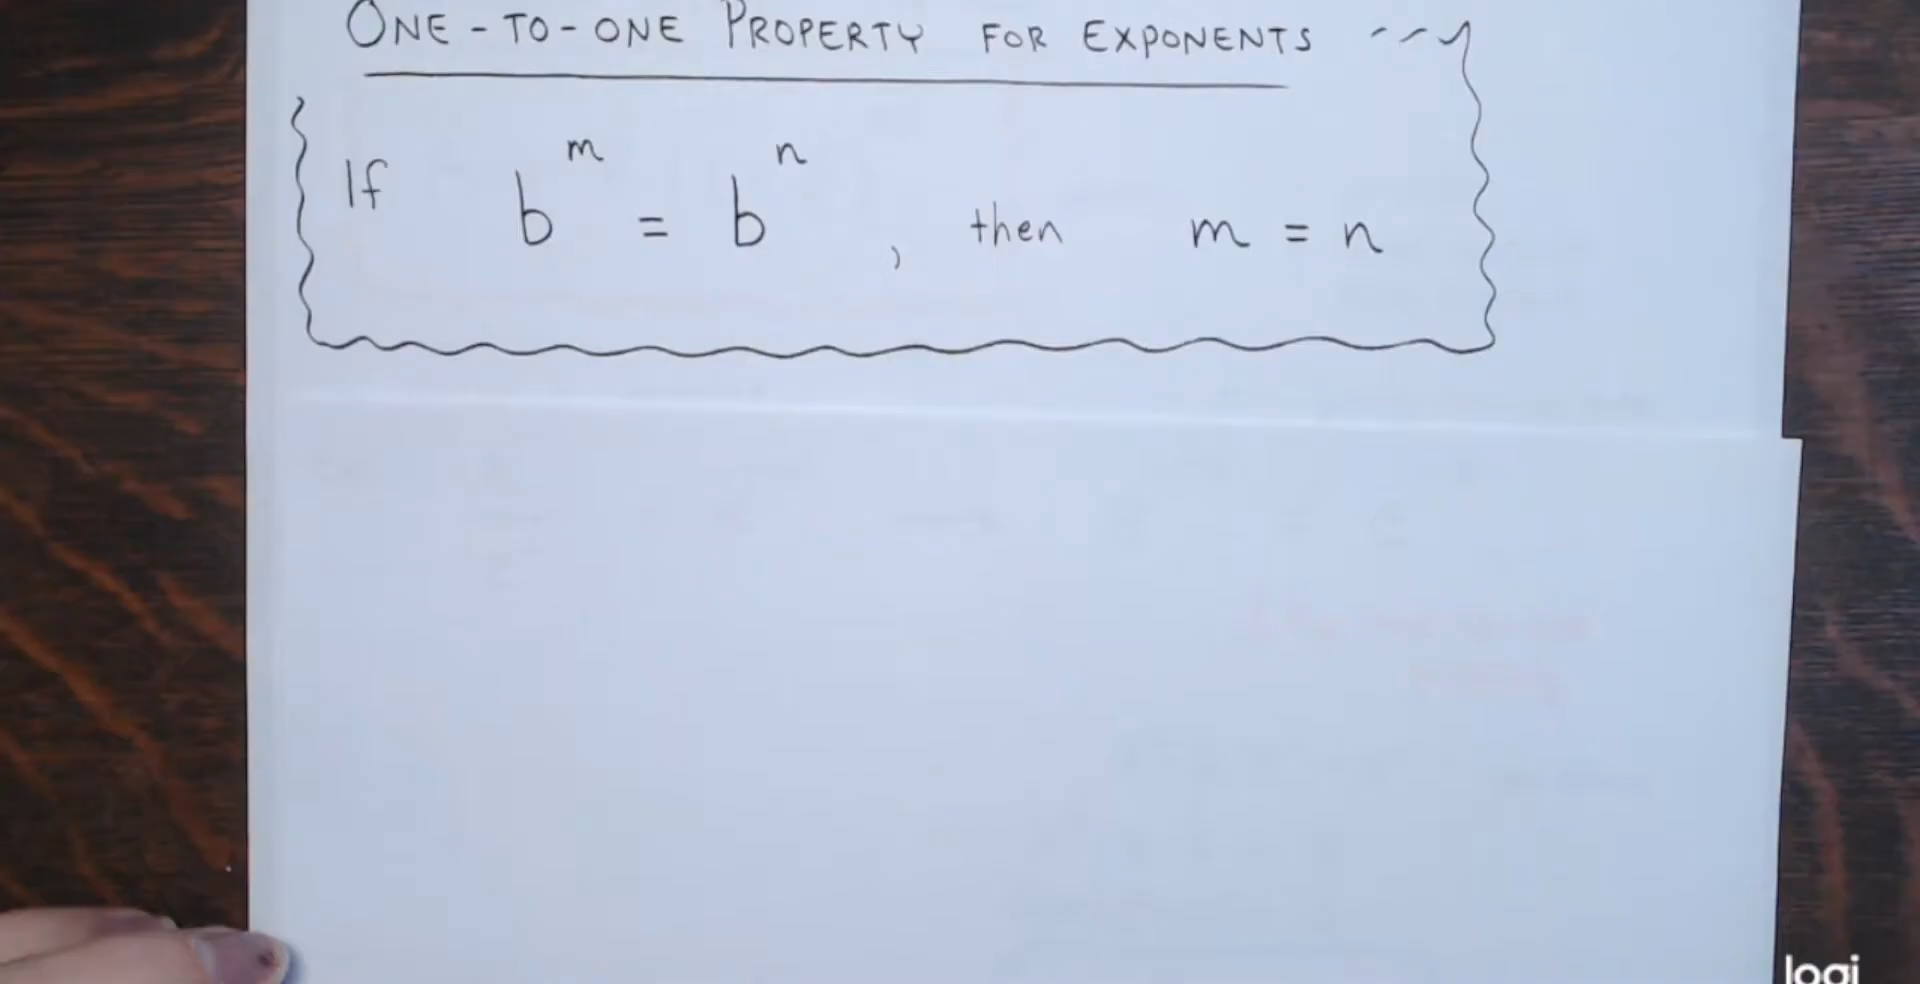 ONE-TO-ONE PROPERTY FOR EXPONENTS
If b^m = b^n, then m = n
logi